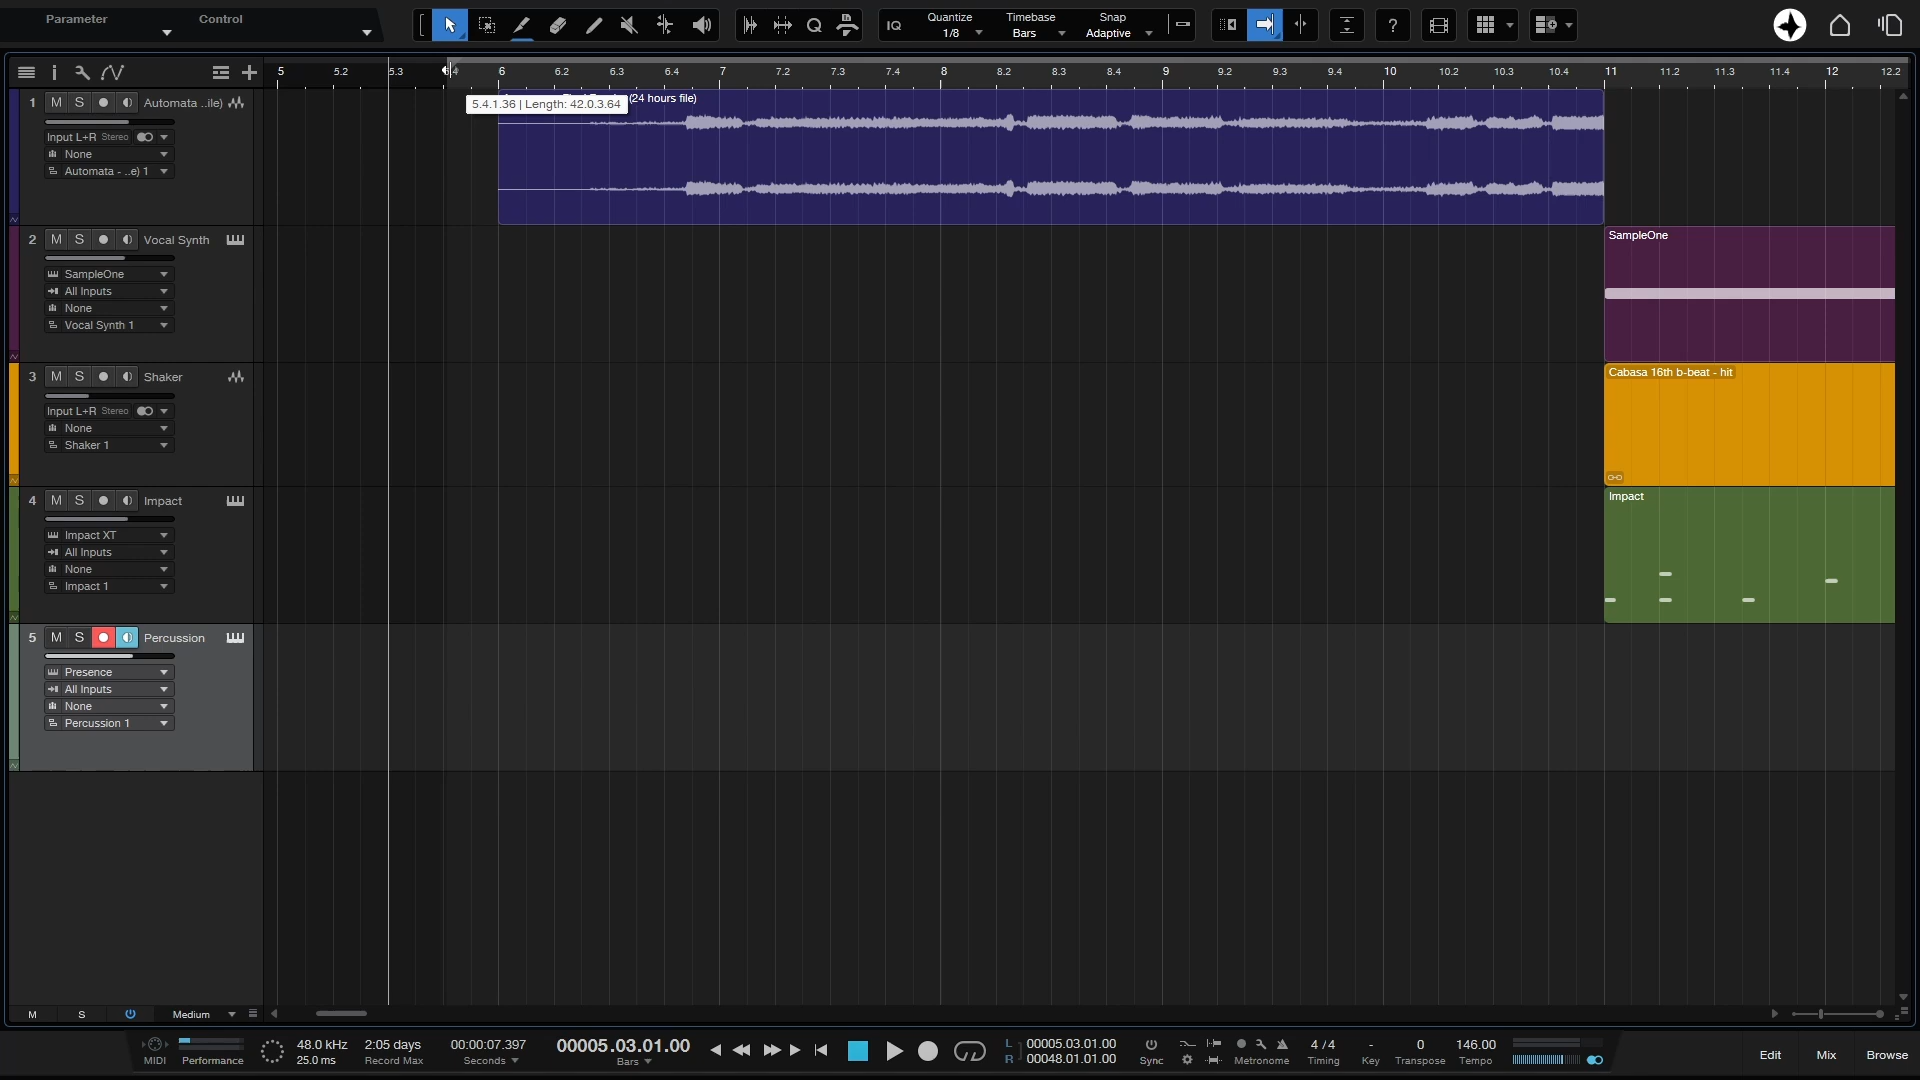 Parameter
Control
IQ
Quantize
1/8
Timebase
Bars
Snap
Adaptive
?
5 5.2 5.3 6 6.2 6.3 6.4 7 7.2 7.3 7.4 8 8.2 8.3 8.4 9 9.2 9.3 9.4 10 10.2 10.3 10.4 11 11.2 11.3 11.4 12 12.2
1 M S Automata ..ile)
5.4.1.36 | Length: 42.0.3.64
(24 hours file)
Input L+R Stereo
None
Automata - ..e) 1
2 M S Vocal Synth
SampleOne
SampleOne
All Inputs
None
Vocal Synth 1
3 M S Shaker
Cabasa 16th b-beat - hit
Input L+R Stereo
None
Shaker 1
4 M S Impact
Impact
Impact XT
All Inputs
None
Impact 1
5 M S Percussion
Presence
All Inputs
None
Percussion 1
M S Medium
MIDI
Performance
48.0 kHz
25.0 ms
2:05 days
Record Max
00:00:07.397
Seconds
00005.03.01.00
Bars
L 00005.03.01.00
R 00048.01.01.00
Sync
Metronome
4 / 4
Timing
-
Key
0
Transpose
146.00
Tempo
Edit
Mix
Browse